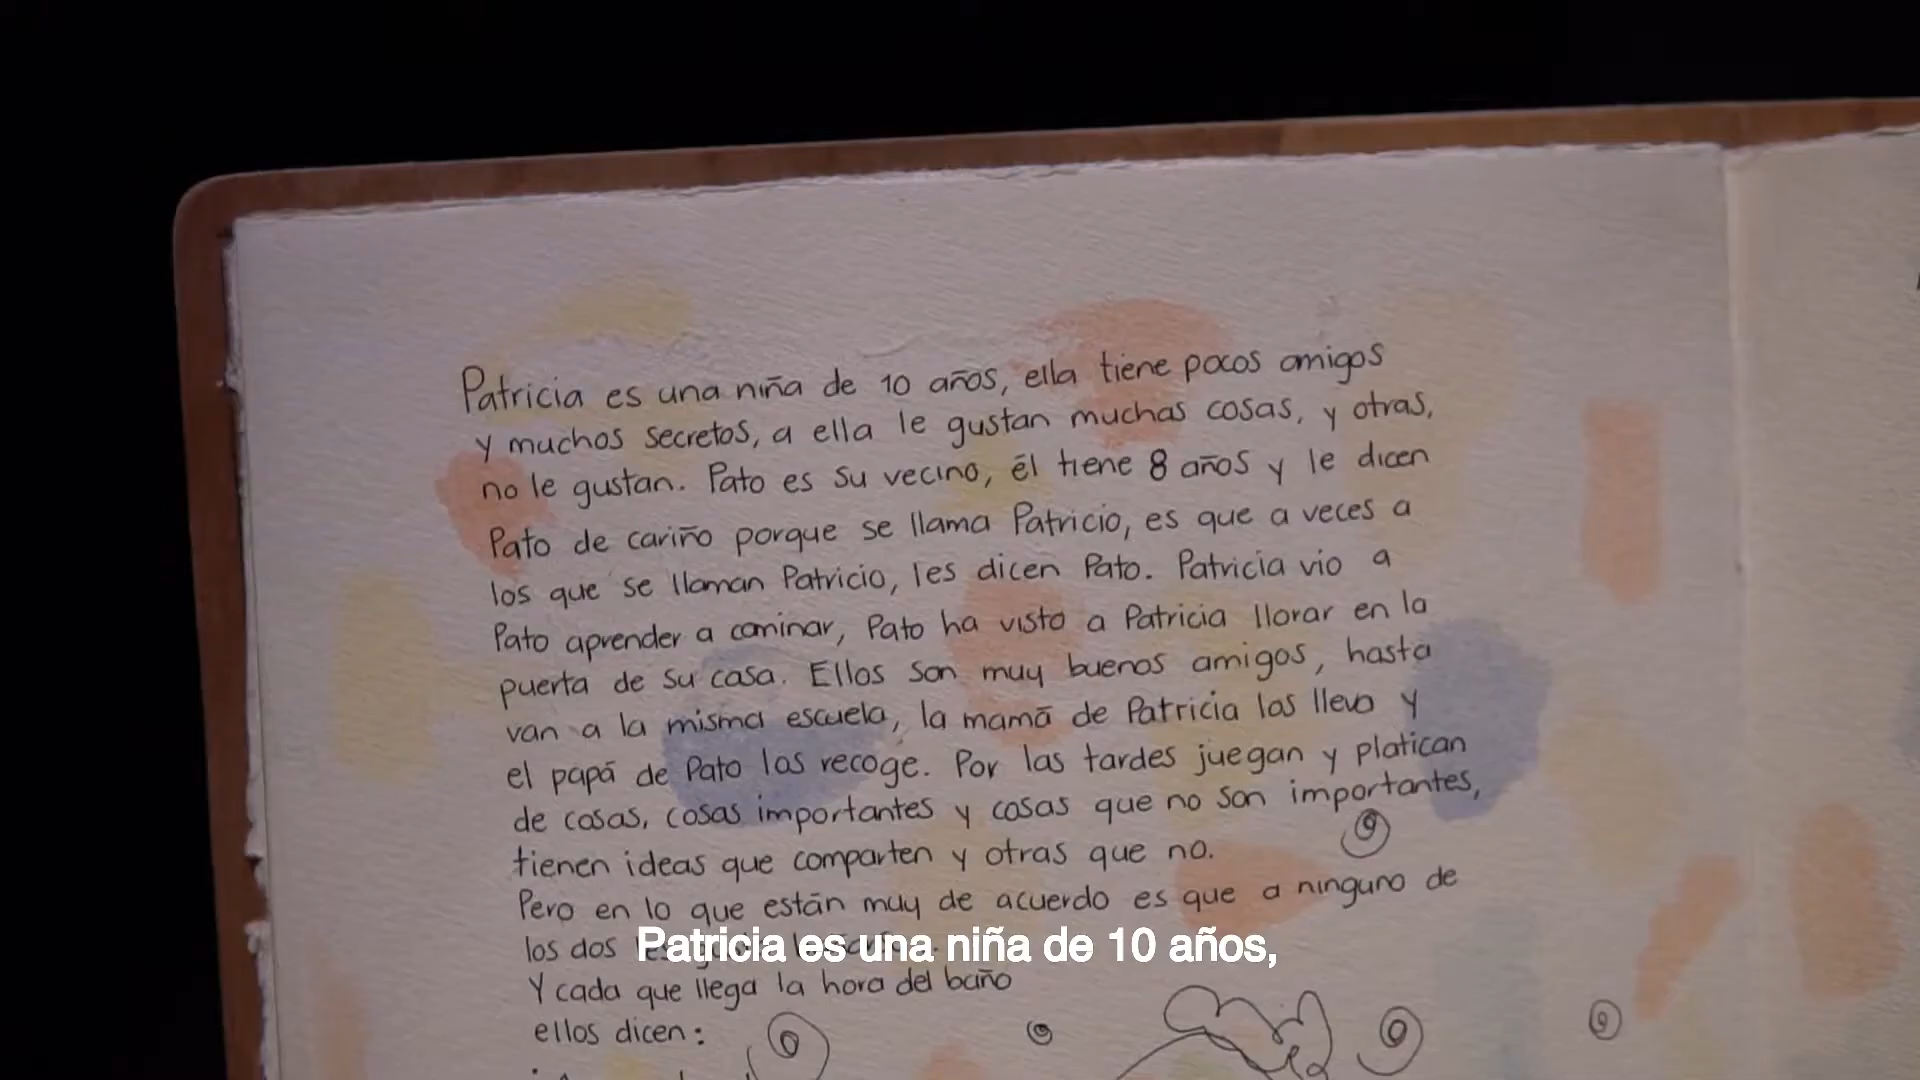 Patricia es una niña de 10 años, ella tiene pocos amigos
y muchos secretos, a ella le gustan muchas cosas, y otras,
no le gustan. Pato es su vecino, él tiene 8 años y le dicen
Pato de cariño porque se llama Patricio, es que a veces a
los que se llaman Patricio, les dicen Pato. Patricia vio a
Pato aprender a caminar, Pato ha visto a Patricia llorar en la
puerta de su casa. Ellos son muy buenos amigos, hasta
van a la misma escuela, la mamá de Patricia los lleva y
el papá de Pato los recoge. Por las tardes juegan y platican
de cosas, cosas importantes y cosas que no son importantes,
tienen ideas que comparten y otras que no.
Pero en lo que están muy de acuerdo es que a ninguno de
los dos
Patricia es una niña de 10 años,
Y cada que llega la hora del baño
ellos dicen: